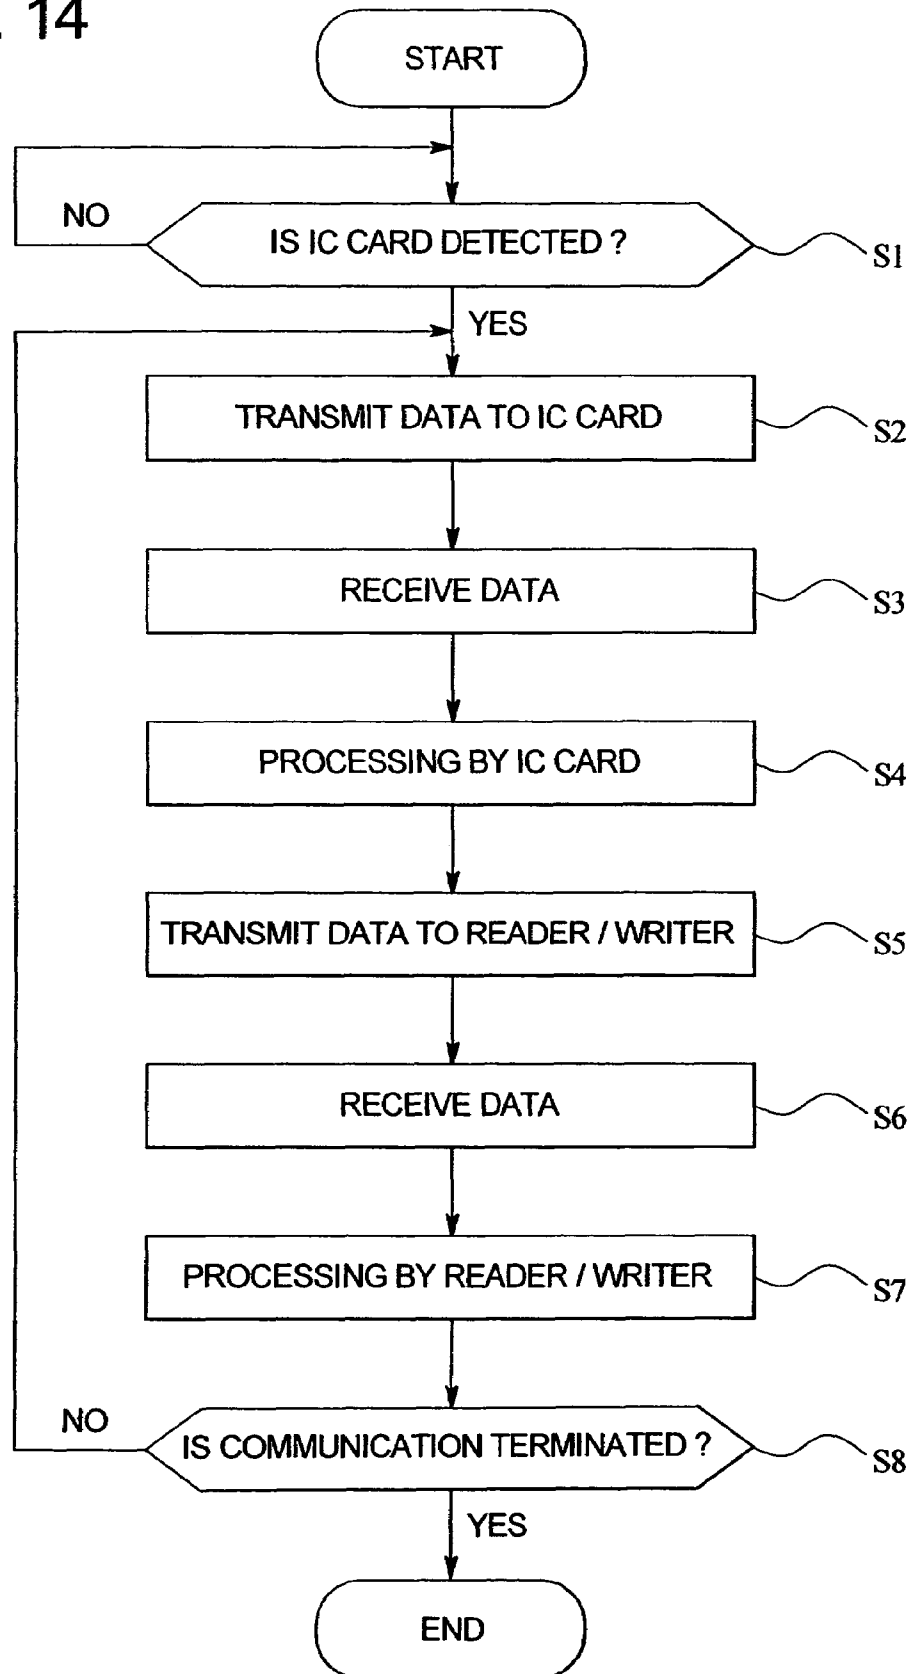 14
START
NO
IS IC CARD DETECTED ?
S1
YES
TRANSMIT DATA TO IC CARD
S2
RECEIVE DATA
S3
PROCESSING BY IC CARD
S4
TRANSMIT DATA TO READER / WRITER
S5
RECEIVE DATA
S6
PROCESSING BY READER / WRITER
S7
NO
IS COMMUNICATION TERMINATED ?
S8
YES
END